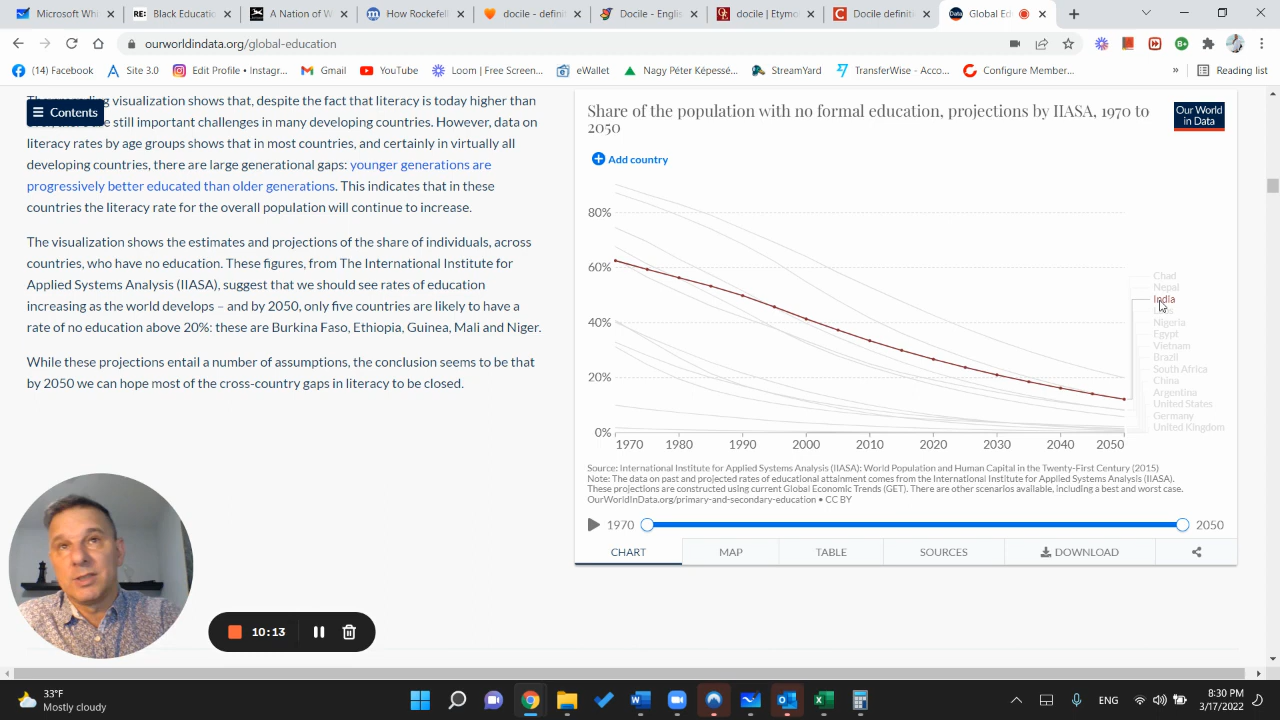 Microsoft Wh
RE: Black Educatio
A Nation of W
How Rockefell
docile - definit
Docile - English
docile | Etymo
Docile definiti
Global Ed
ourworldindata.org/global-education
(14) Facebook
Site 3.0
Edit Profile • Instagr...
Gmail
YouTube
Loom | Free Screen...
eWallet
Nagy Péter Képessé...
StreamYard
TransferWise - Acco...
Configure Member...
»
Reading list
Contents
visualization shows that, despite the fact that literacy is today higher than
still important challenges in many developing countries. However, data on
literacy rates by age groups shows that in most countries, and certainly in virtually all
developing countries, there are large generational gaps: younger generations are
progressively better educated than older generations. This indicates that in these
countries the literacy rate for the overall population will continue to increase.
The visualization shows the estimates and projections of the share of individuals, across
countries, who have no education. These figures, from The International Institute for
Applied Systems Analysis (IIASA), suggest that we should see rates of education
increasing as the world develops – and by 2050, only five countries are likely to have a
rate of no education above 20%: these are Burkina Faso, Ethiopia, Guinea, Mali and Niger.
While these projections entail a number of assumptions, the conclusion seems to be that
by 2050 we can hope most of the cross-country gaps in literacy to be closed.
Share of the population with no formal education, projections by IIASA, 1970 to
2050
Our World
in Data
Add country
80%
60%
40%
20%
0%
1970 1980 1990 2000 2010 2020 2030 2040 2050
Chad
Nepal
India
Nigeria
Egypt
Vietnam
Brazil
South Africa
China
Argentina
United States
Germany
United Kingdom
Source: International Institute for Applied Systems Analysis (IIASA): World Population and Human Capital in the Twenty-First Century (2015)
Note: The data on past and projected rates of educational attainment comes from the International Institute for Applied Systems Analysis (IIASA).
These projections are constructed using current Global Economic Trends (GET). There are other scenarios available, including a best and worst case.
OurWorldInData.org/primary-and-secondary-education • CC BY
1970
2050
CHART
MAP
TABLE
SOURCES
DOWNLOAD
10:13
33°F
Mostly cloudy
ENG
8:30 PM
3/17/2022